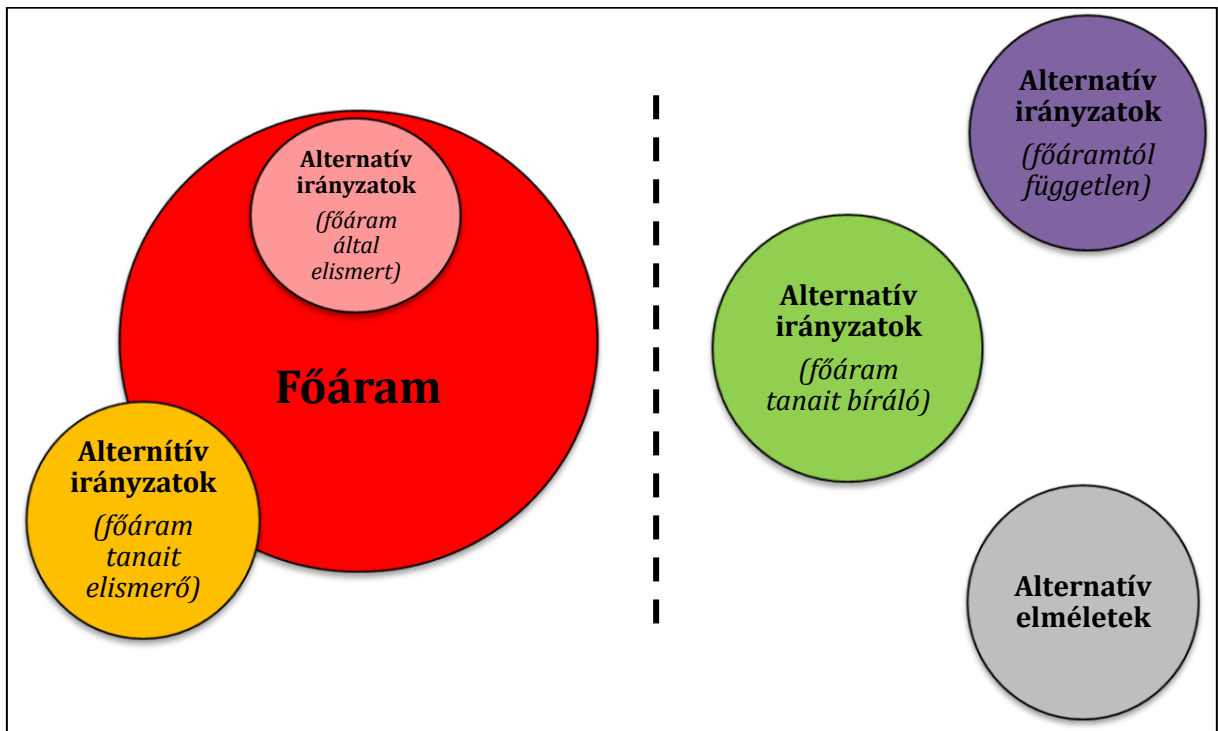 Alternatív
irányzatok
(főáram
által
elismert)
Főáram
Alternítív
irányzatok
(főáram
tanait
elismerő)
Alternatív
irányzatok
(főáramtól
független)
Alternatív
irányzatok
(főáram
tanait bíráló)
Alternatív
elméletek